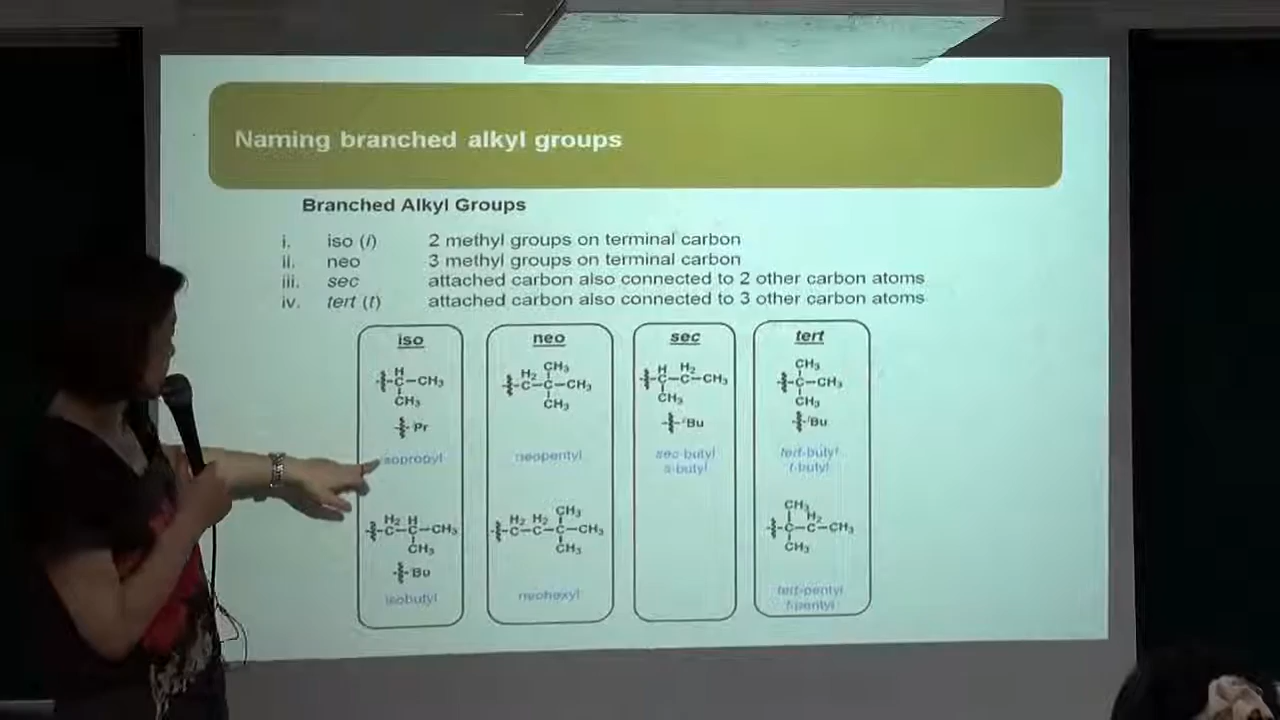 Naming branched alkyl groups
Branched Alkyl Groups
i. iso (i) 2 methyl groups on terminal carbon
ii. neo 3 methyl groups on terminal carbon
iii. sec attached carbon also connected to 2 other carbon atoms
iv. tert (t) attached carbon also connected to 3 other carbon atoms
iso
H
C-CH3
CH3
Pr
isopropyl
H2 H
C-C-CH3
CH3
Bu
isobutyl
neo
H2 CH3
C-C-CH3
CH3
neopentyl
H2 H2 CH3
C-C-C-CH3
CH3
neohexyl
sec
H H2
C-C-CH3
CH3
Bu
sec-butyl
s-butyl
tert
CH3
C-CH3
CH3
Bu
tert-butyl
t-butyl
CH3 H2
C-C-CH3
CH3
tert-pentyl
t-pentyl